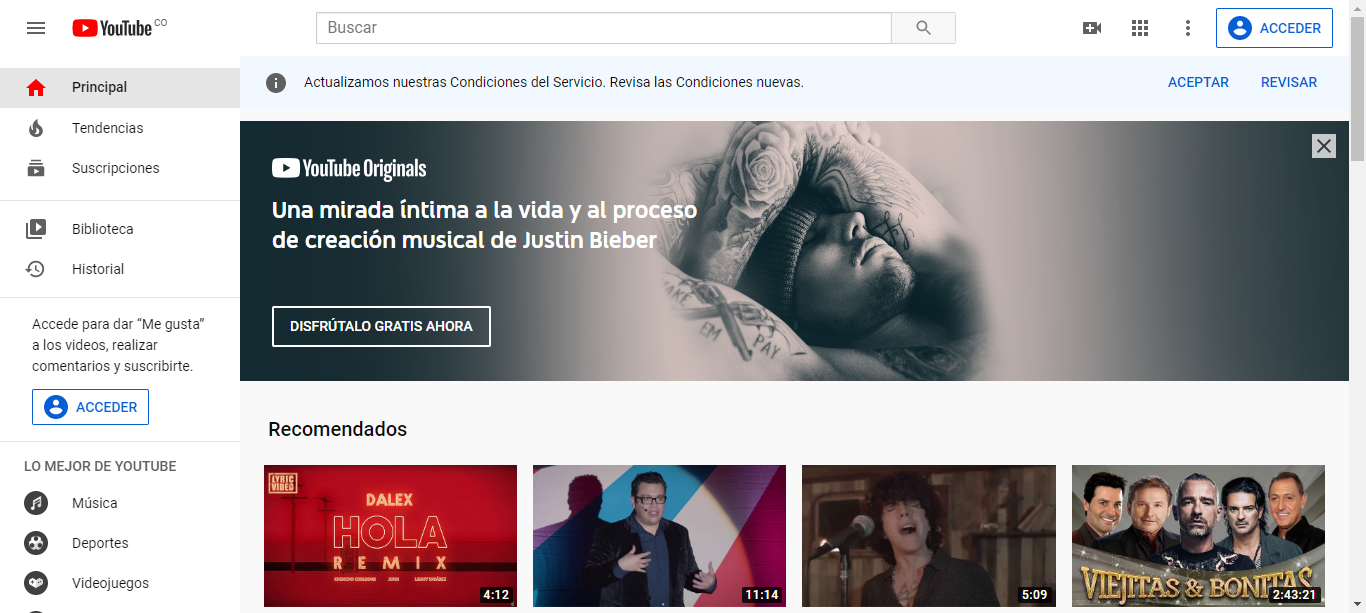 YouTube CO
Buscar
ACCEDER
Principal
Tendencias
Suscripciones
Biblioteca
Historial
Accede para dar “Me gusta”
a los videos, realizar
comentarios y suscribirte.
ACCEDER
LO MEJOR DE YOUTUBE
Música
Deportes
Videojuegos
Actualizamos nuestras Condiciones del Servicio. Revisa las Condiciones nuevas.
ACEPTAR
REVISAR
YouTube Originals
Una mirada íntima a la vida y al proceso
de creación musical de Justin Bieber
DISFRÚTALO GRATIS AHORA
EM
PAY
Recomendados
LYRIC
VIDEO
DALEX
HOLA
REMIX
4:12
11:14
5:09
VIEJITAS & BONITAS
2:43:21